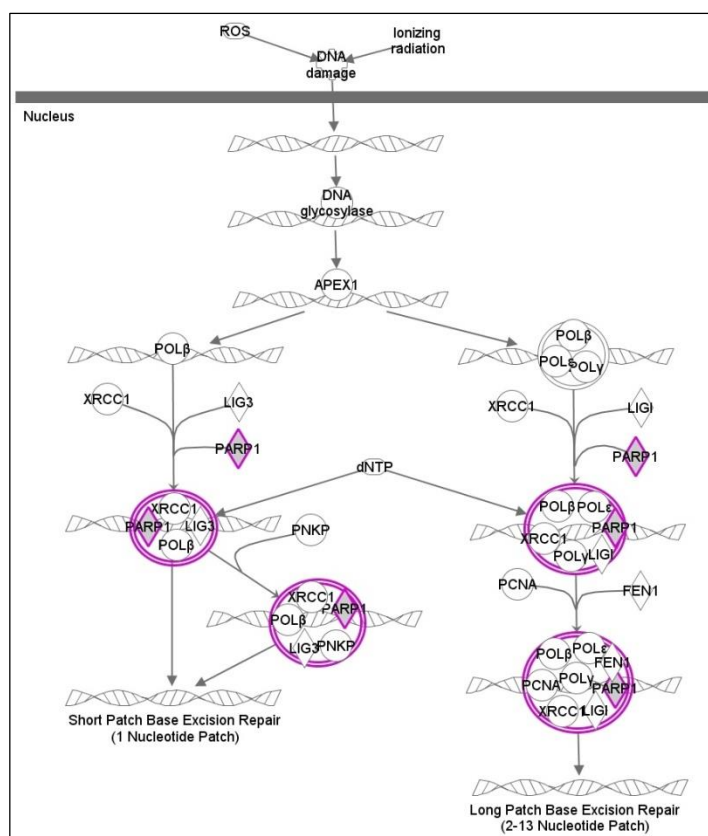 ROS
Ionizing
radiation
DNA
damage
Nucleus
DNA
glycosylase
APEX1
POLβ
POLβ
POLε
POLγ
XRCC1
LIG3
PARP1
XRCC1
LIGI
PARP1
dNTP
XRCC1
PARP1
LIG3
POLβ
PNKP
POLβ
POLε
PARP1
XRCC1
POLγ
LIGI
XRCC1
PARP1
POLβ
LIG3
PNKP
PCNA
FEN1
POLβ
POLε
FEN1
POLγ
PCNA
PARP1
XRCC1
LIGI
Short Patch Base Excision Repair
(1 Nucleotide Patch)
Long Patch Base Excision Repair
(2-13 Nucleotide Patch)